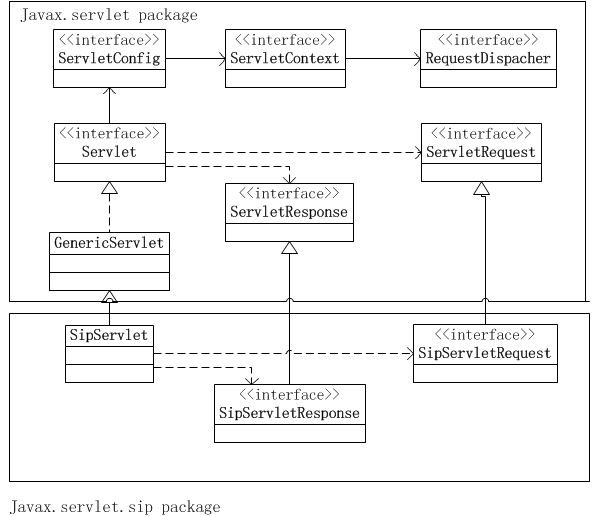 Javax.servlet package
<<interface>>
ServletConfig
<<interface>>
ServletContext
<<interface>>
RequestDispacher
<<interface>>
Servlet
<<interface>>
ServletRequest
<<interface>>
ServletResponse
GenericServlet
SipServlet
<<interface>>
SipServletRequest
<<interface>>
SipServletResponse
Javax.servlet.sip package